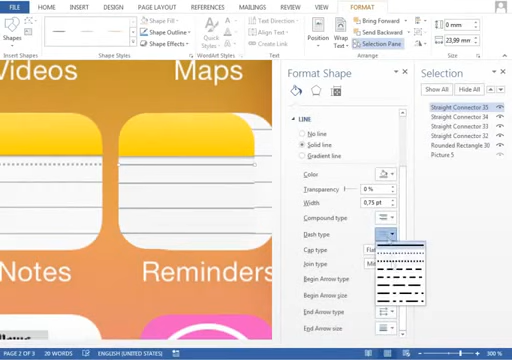 HOME
INSERT
DESIGN
PAGE LAYOUT
REFERENCES
MAILINGS
REVIEW
VIEW
FORMAT
Shapes
Insert Shapes
Shape Fill
Shape Outline
Shape Effects
Shape Styles
Quick
Styles
WordArt Styles
Text Direction
Align Text
Create Link
Text
Position
Wrap
Text
Bring Forward
Send Backward
Selection Pane
Arrange
0 mm
23,99 mm
Size
Videos
Maps
Notes
Reminders
Format Shape
LINE
No line
Solid line
Gradient line
Color
Transparency
0 %
Width
0,75 pt
Compound type
Dash type
Cap type
Join type
Begin Arrow type
Begin Arrow size
End Arrow type
End Arrow size
Selection
Show All
Hide All
Straight Connector 35
Straight Connector 34
Straight Connector 33
Straight Connector 32
Rounded Rectangle 30
Picture 5
PAGE 2 OF 3
20 WORDS
ENGLISH (UNITED STATES)
300 %